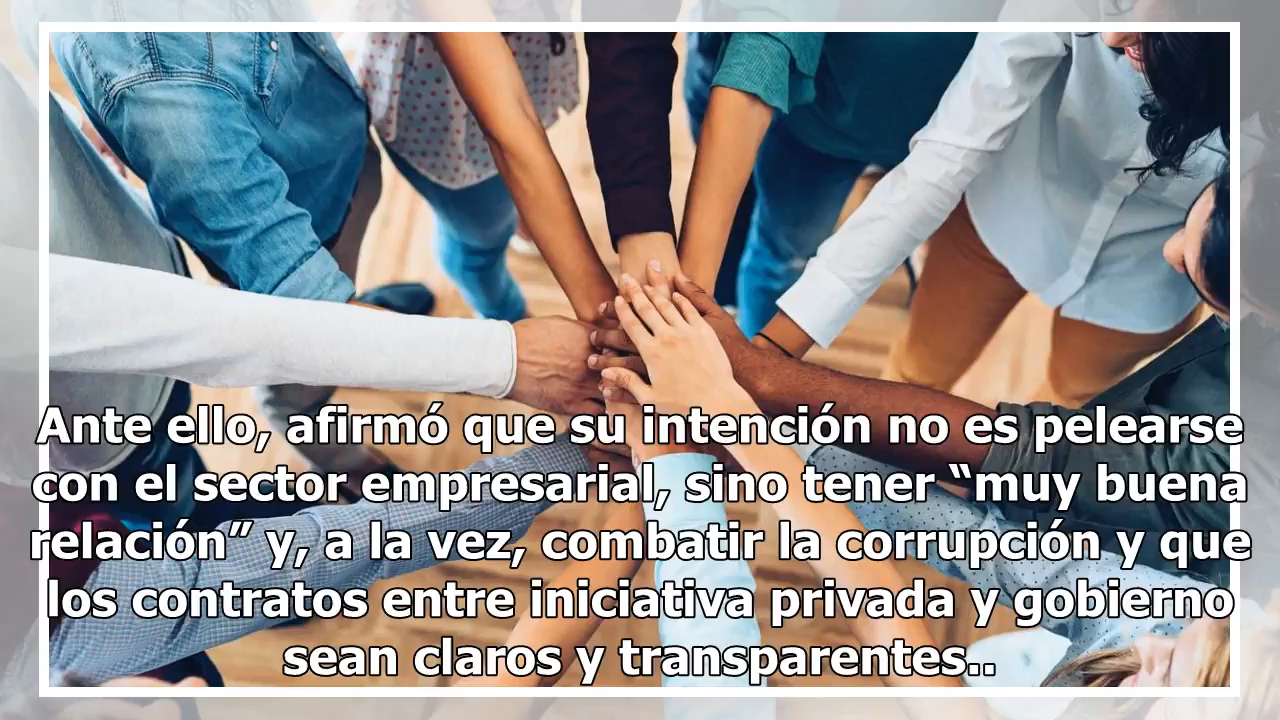 Ante ello, afirmó que su intención no es pelearse
con el sector empresarial, sino tener “muy buena
relación” y, a la vez, combatir la corrupción y que
los contratos entre iniciativa privada y gobierno
sean claros y transparentes..